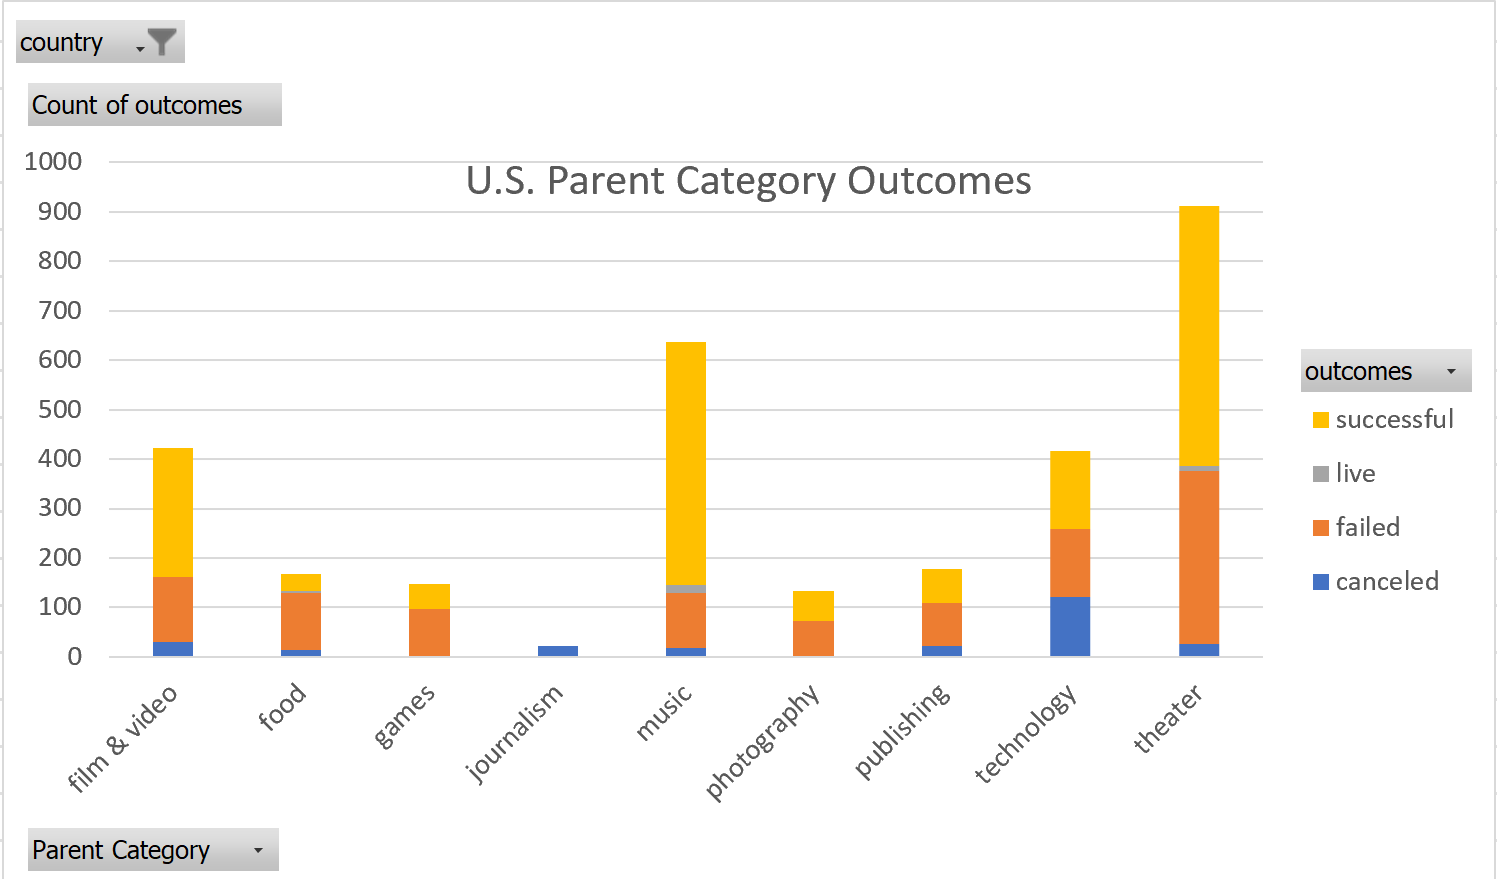 country
Count of outcomes
U.S. Parent Category Outcomes
1000
900
800
700
600
500
400
300
200
100
0
film & video
food
games
journalism
music
photography
publishing
technology
theater
outcomes
successful
live
failed
canceled
Parent Category